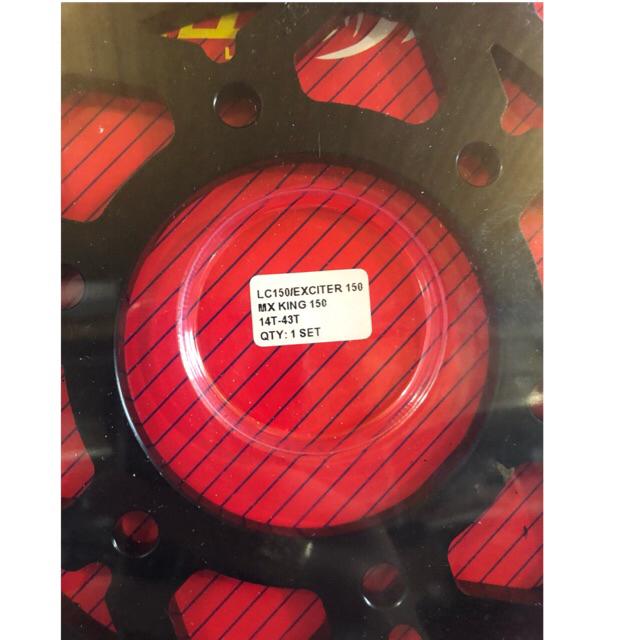 LC150/EXCITER 150
MX KING 150
14T-43T
QTY: 1 SET